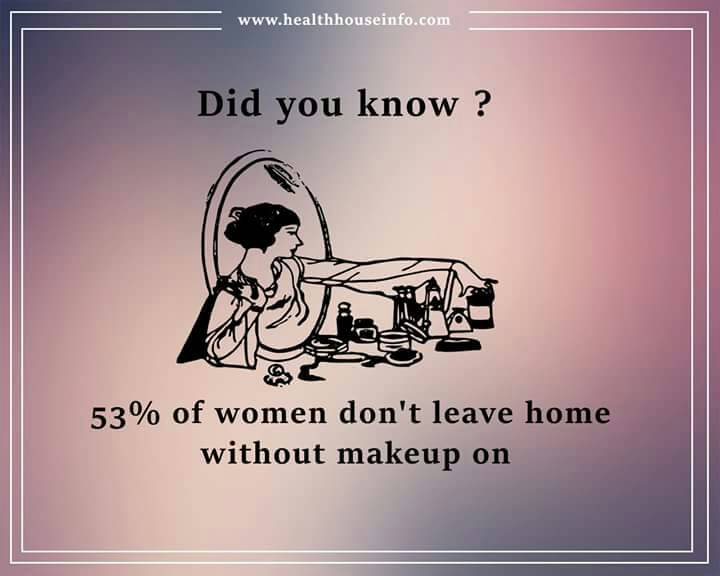 www.healthhouseinfo.com
Did you know ?
53% of women don't leave home
without makeup on